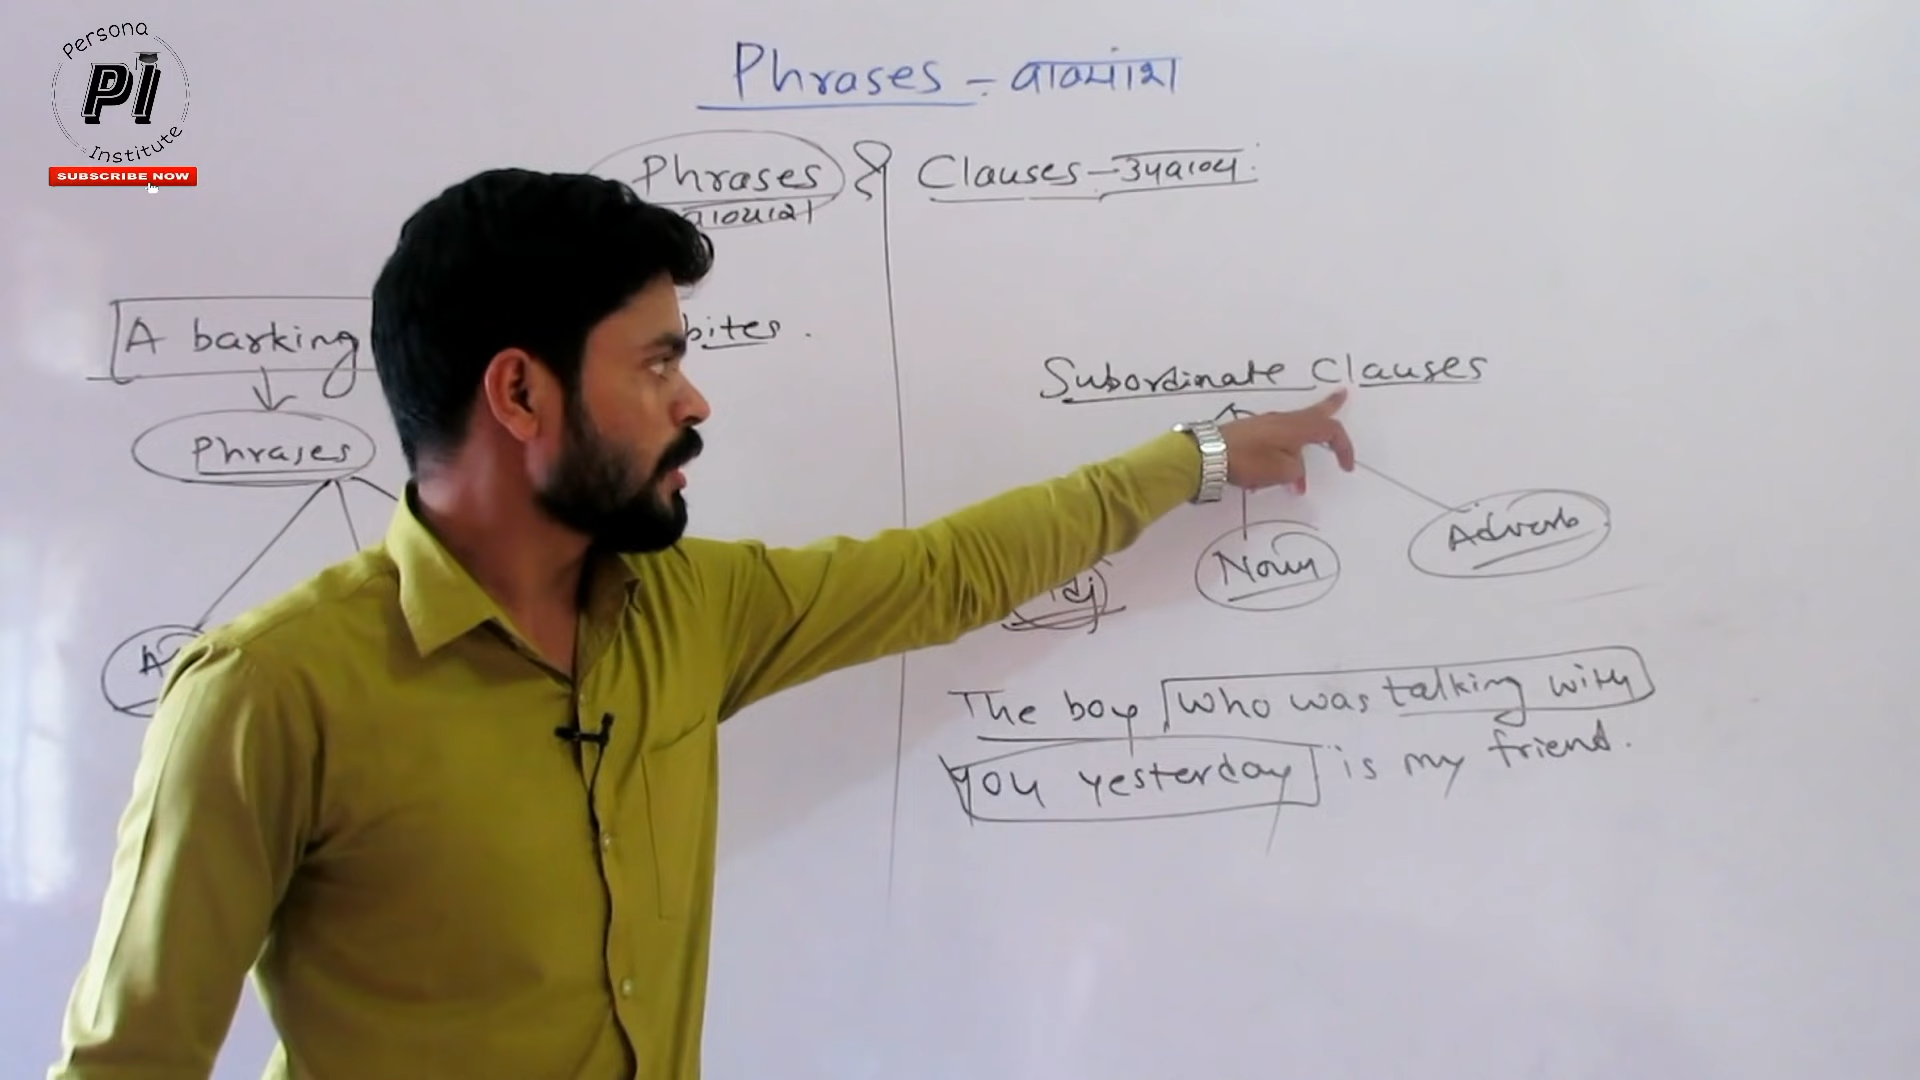 Persona
PI
Institute
SUBSCRIBE NOW
Phrases - वाक्यांश
Phrases & Clauses - उपवाक्य
वाक्यांश
A barking bites.
Subordinate Clauses
Phrases
Adverb
Noun
Adj
The boy who was talking with
you yesterday is my friend.